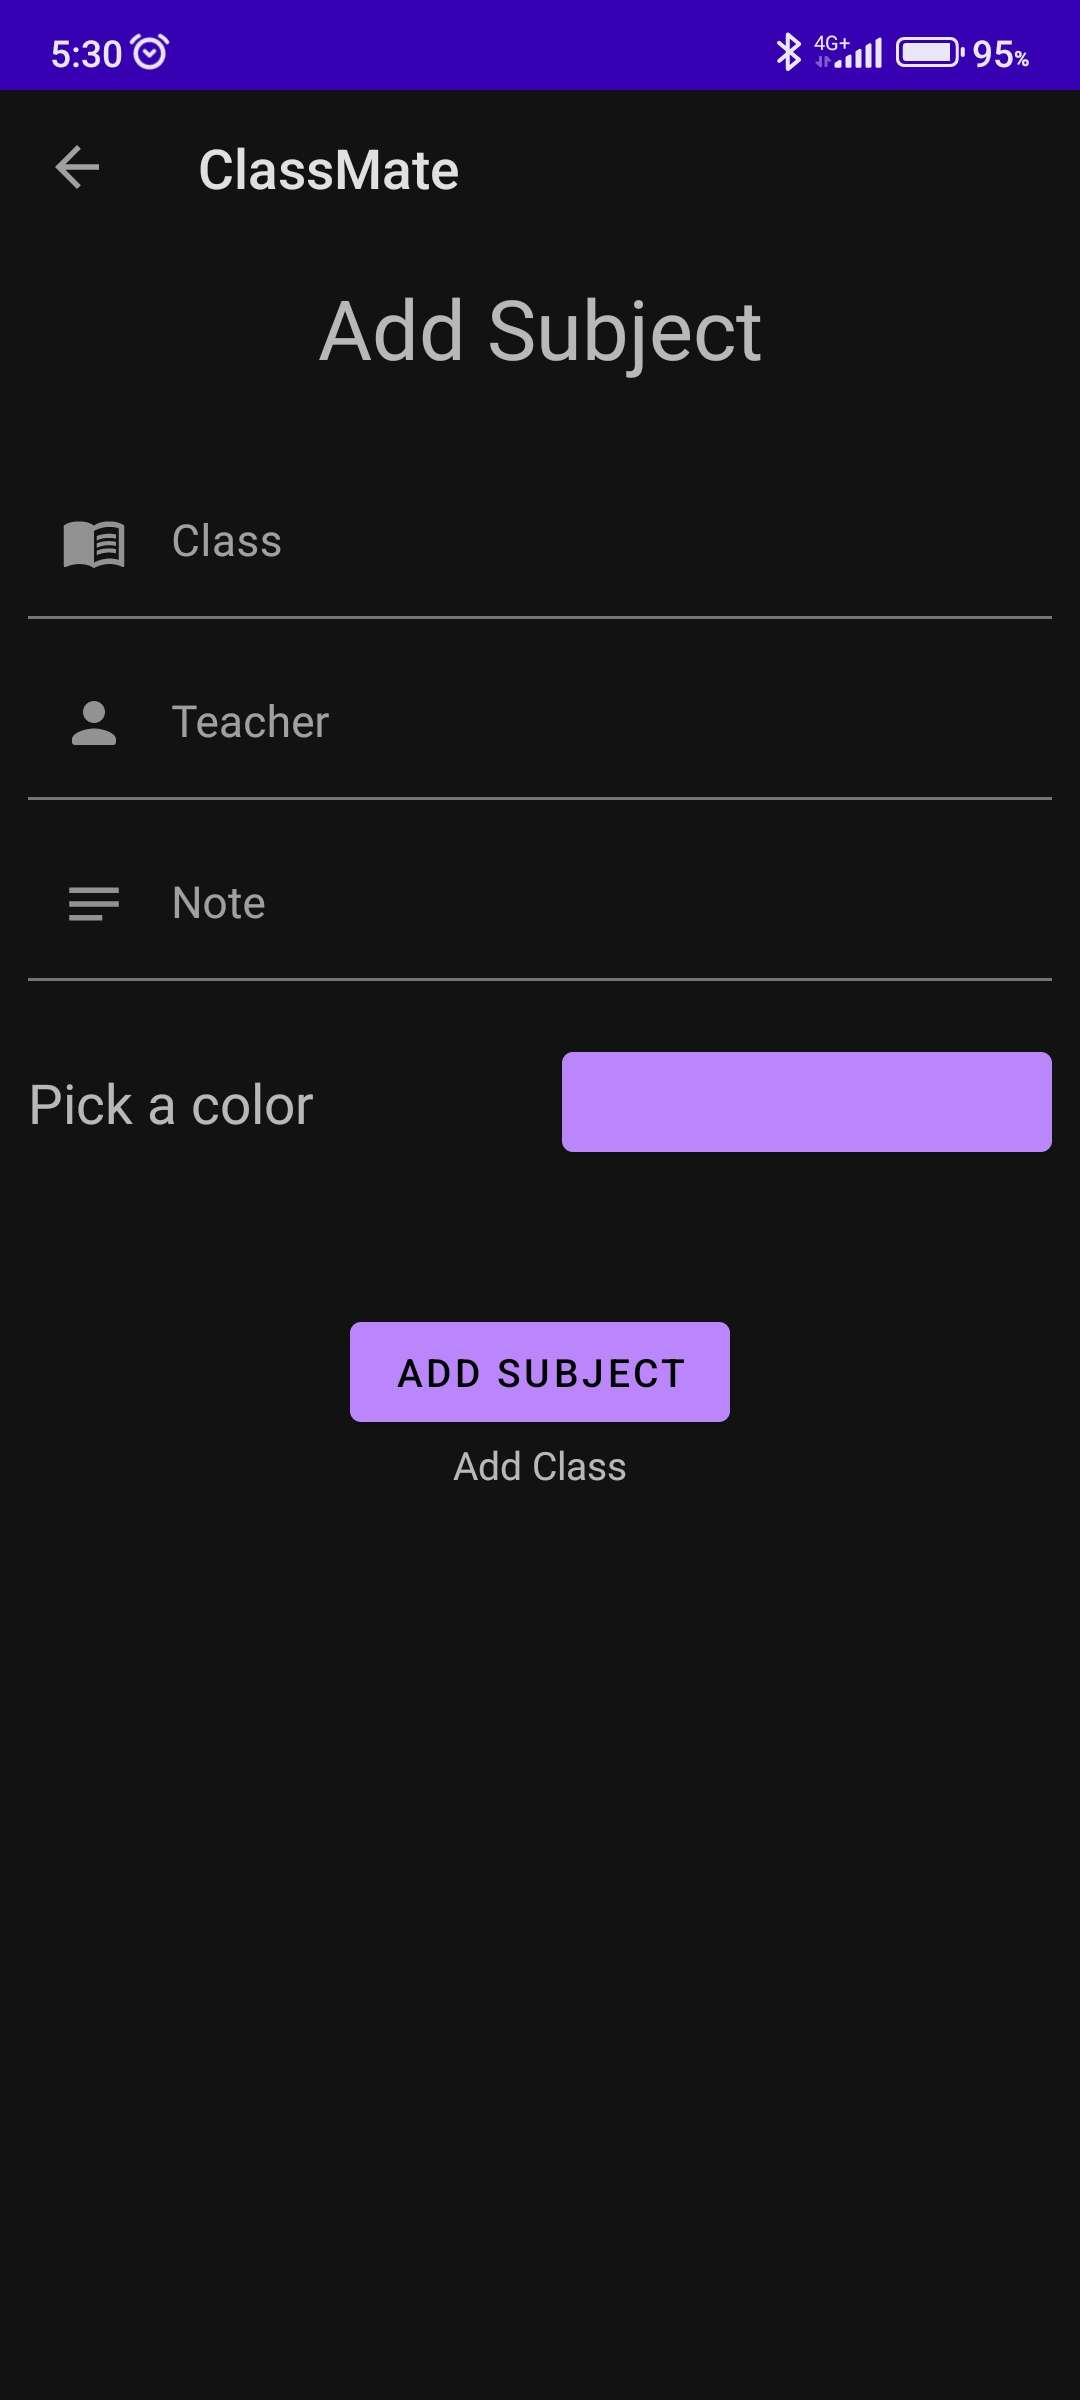 5:30 4G+ 95%
ClassMate
Add Subject
Class
Teacher
Note
Pick a color
ADD SUBJECT
Add Class